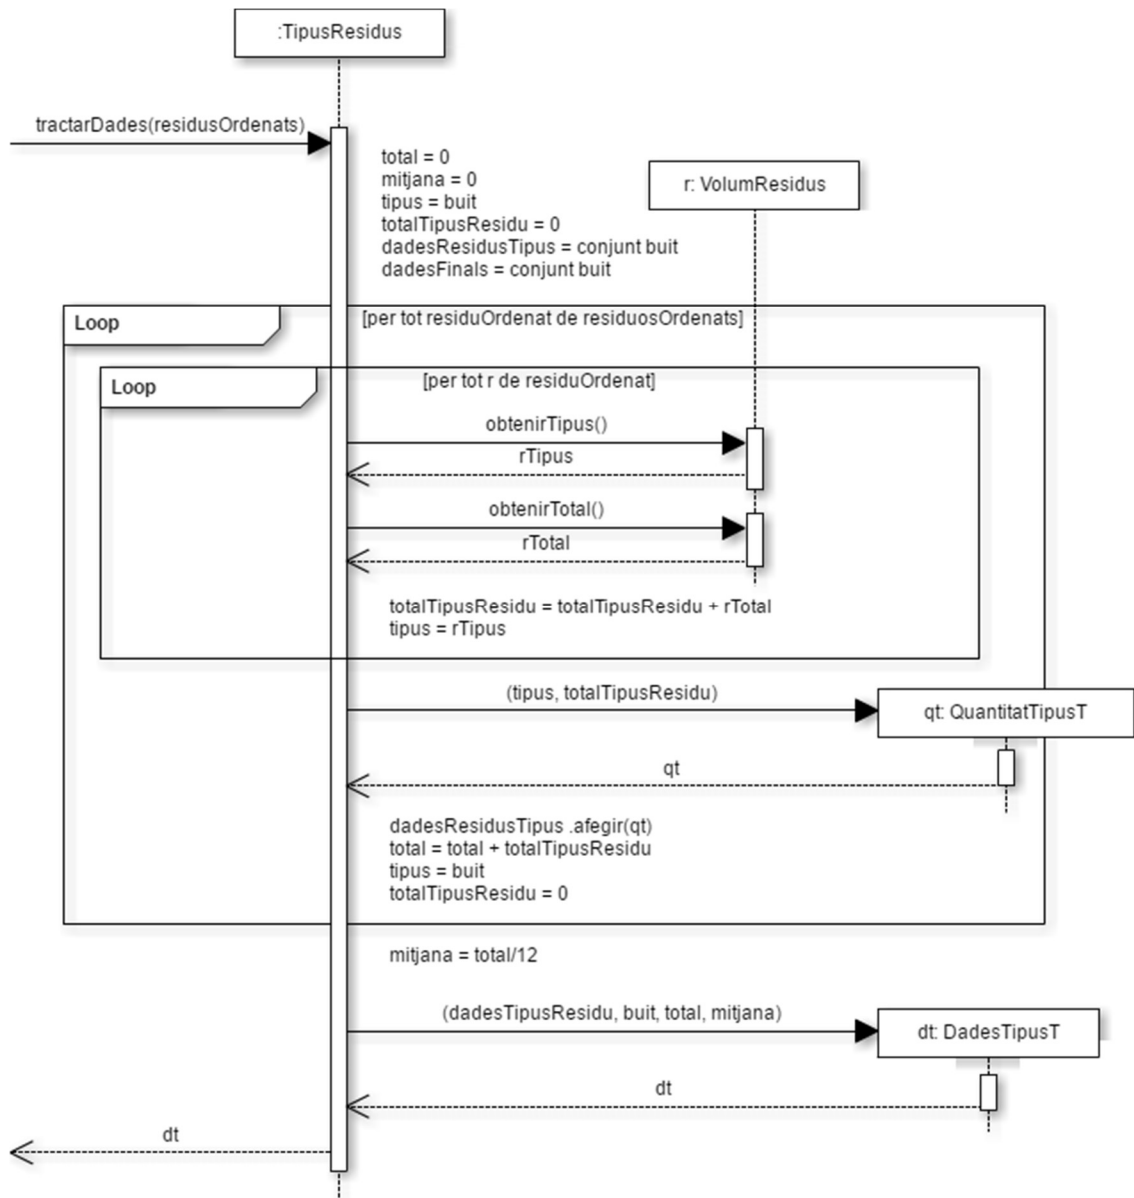 :TipusResidus
tractarDades(residusOrdenats)
total = 0
mitjana = 0
tipus = buit
totalTipusResidu = 0
dadesResidusTipus = conjunt buit
dadesFinals = conjunt buit
r: VolumResidus
Loop
[per tot residuOrdenat de residuosOrdenats]
Loop
[per tot r de residuOrdenat]
obtenirTipus()
rTipus
obtenirTotal()
rTotal
totalTipusResidu = totalTipusResidu + rTotal
tipus = rTipus
(tipus, totalTipusResidu)
qt: QuantitatTipusT
qt
dadesResidusTipus .afegir(qt)
total = total + totalTipusResidu
tipus = buit
totalTipusResidu = 0
mitjana = total/12
(dadesTipusResidu, buit, total, mitjana)
dt: DadesTipusT
dt
dt